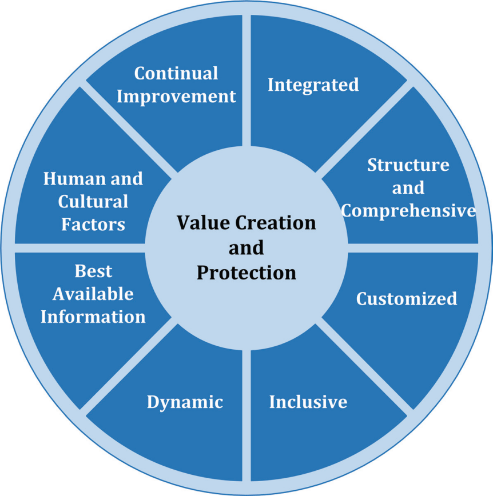 Continual
Improvement
Integrated
Structure
and
Comprehensive
Customized
Inclusive
Dynamic
Best
Available
Information
Human and
Cultural
Factors
Value Creation
and
Protection